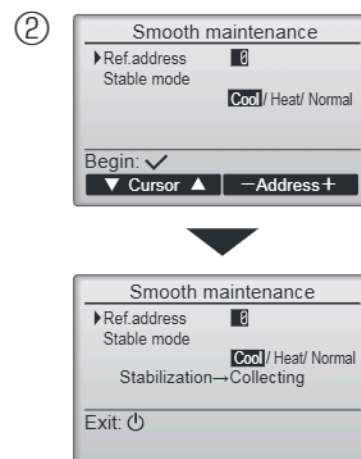 ②
Smooth maintenance
▶Ref.address 0
Stable mode
Cool / Heat/ Normal
Begin: ✓
▼ Cursor ▲ −Address+
Smooth maintenance
▶Ref.address 0
Stable mode
Cool / Heat/ Normal
Stabilization→Collecting
Exit: ⏻